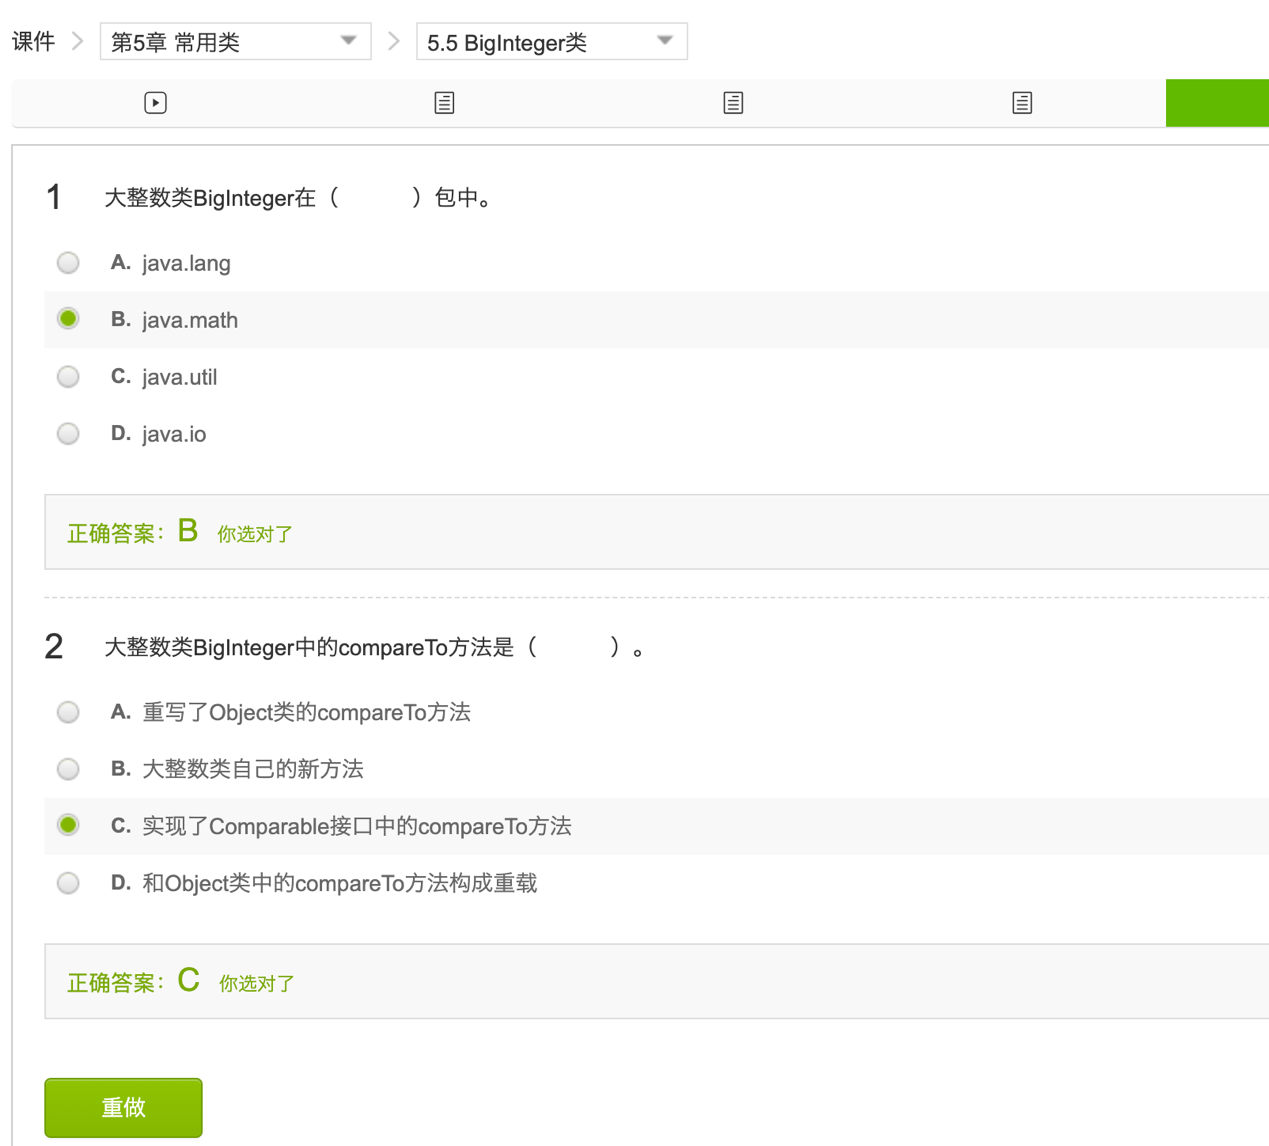 课件 第5章 常用类 5.5 BigInteger类
1 大整数类BigInteger在（ ）包中。
A. java.lang
B. java.math
C. java.util
D. java.io
正确答案：B 你选对了
2 大整数类BigInteger中的compareTo方法是（ ）。
A. 重写了Object类的compareTo方法
B. 大整数类自己的新方法
C. 实现了Comparable接口中的compareTo方法
D. 和Object类中的compareTo方法构成重载
正确答案：C 你选对了
重做